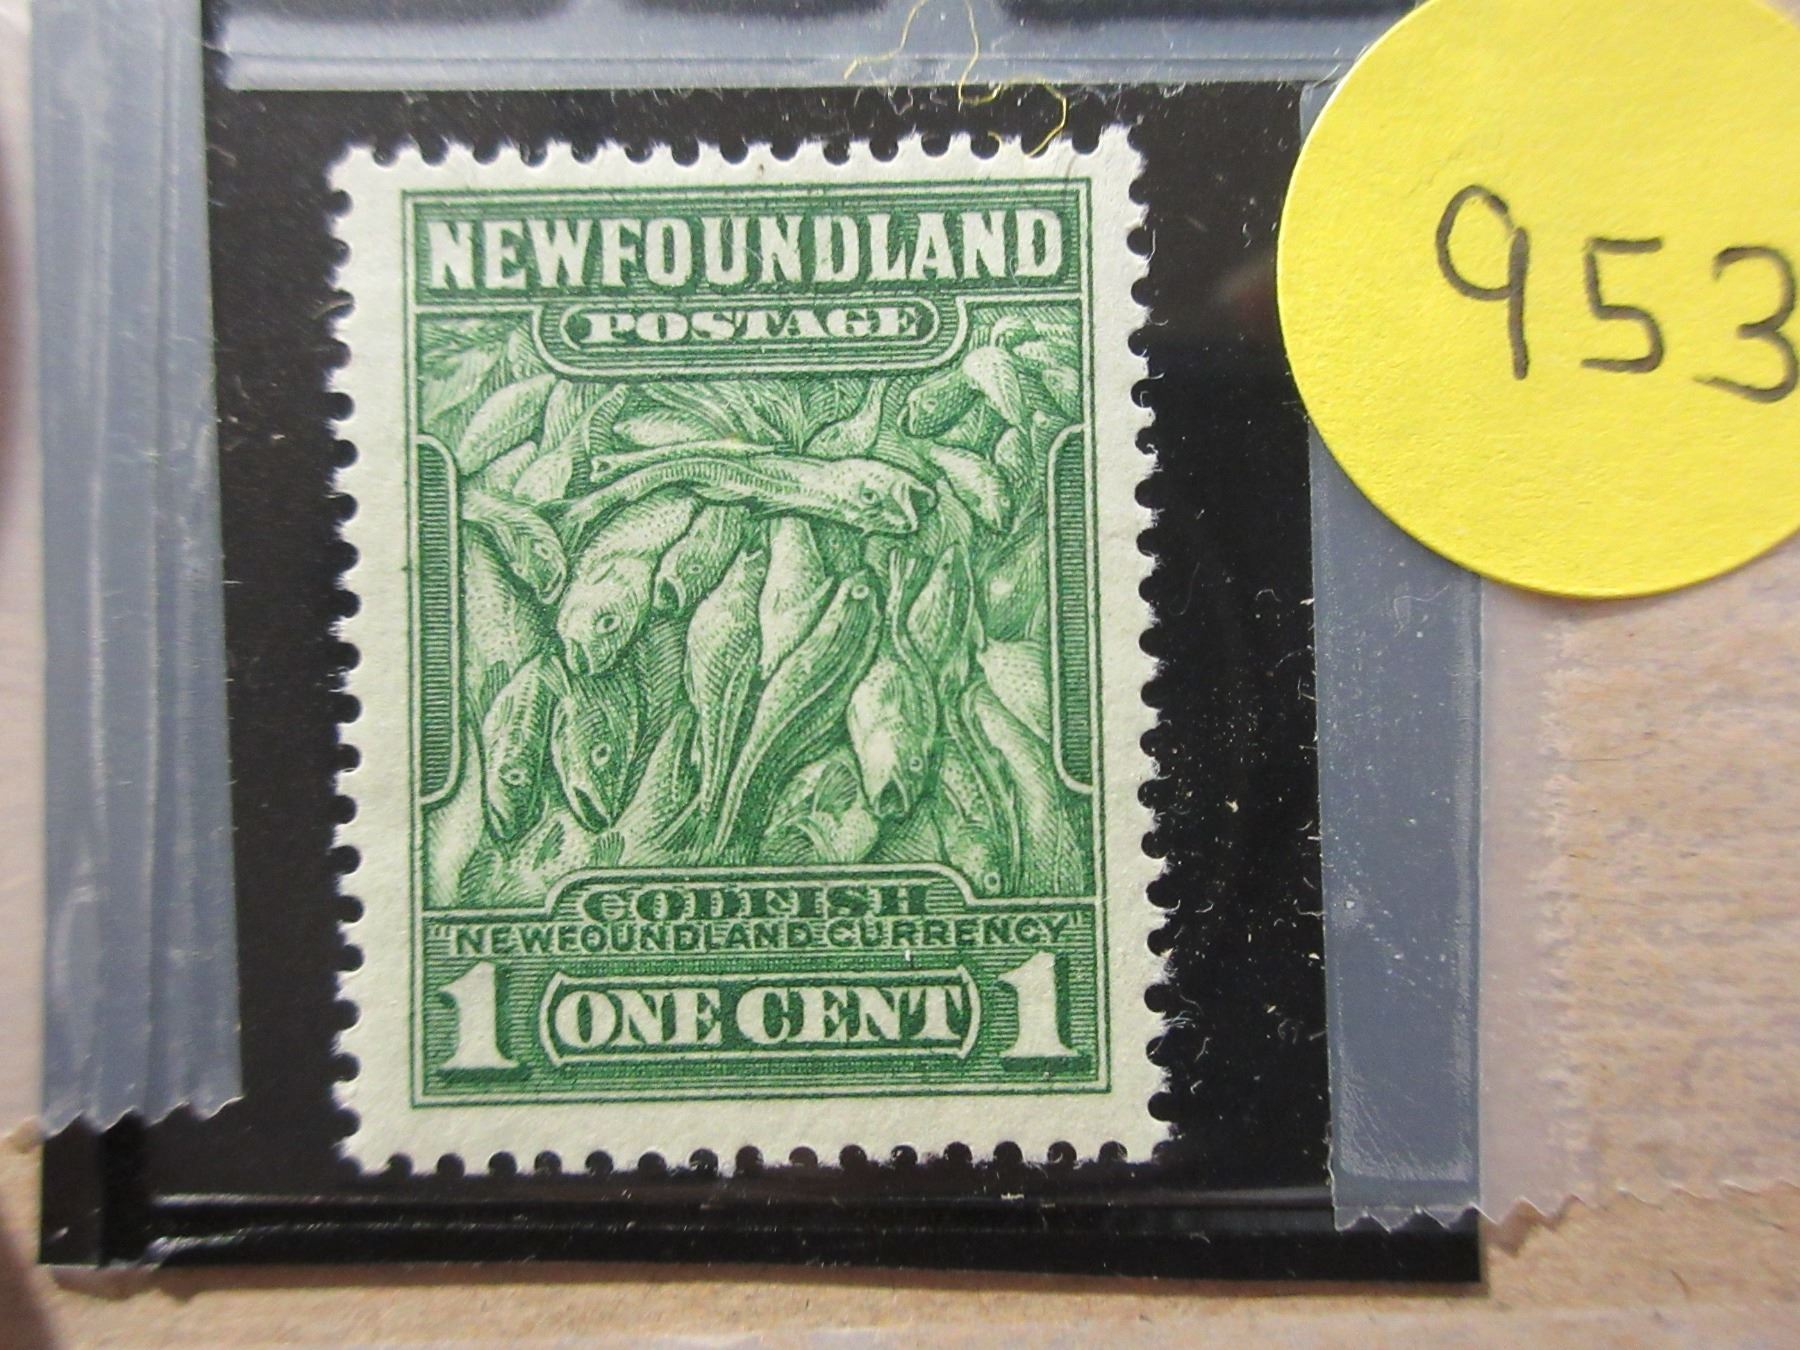 NEWFOUNDLAND
POSTAGE
CODFISH
"NEWFOUNDLAND CURRENCY"
1 ONE CENT 1
953